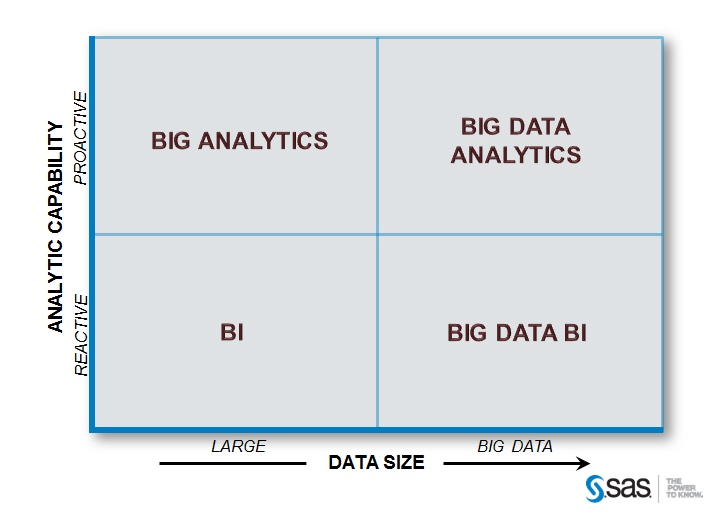 ANALYTIC CAPABILITY
PROACTIVE
REACTIVE
BIG ANALYTICS
BIG DATA
ANALYTICS
BI
BIG DATA BI
LARGE
BIG DATA
DATA SIZE
sas
THE
POWER
TO KNOW.